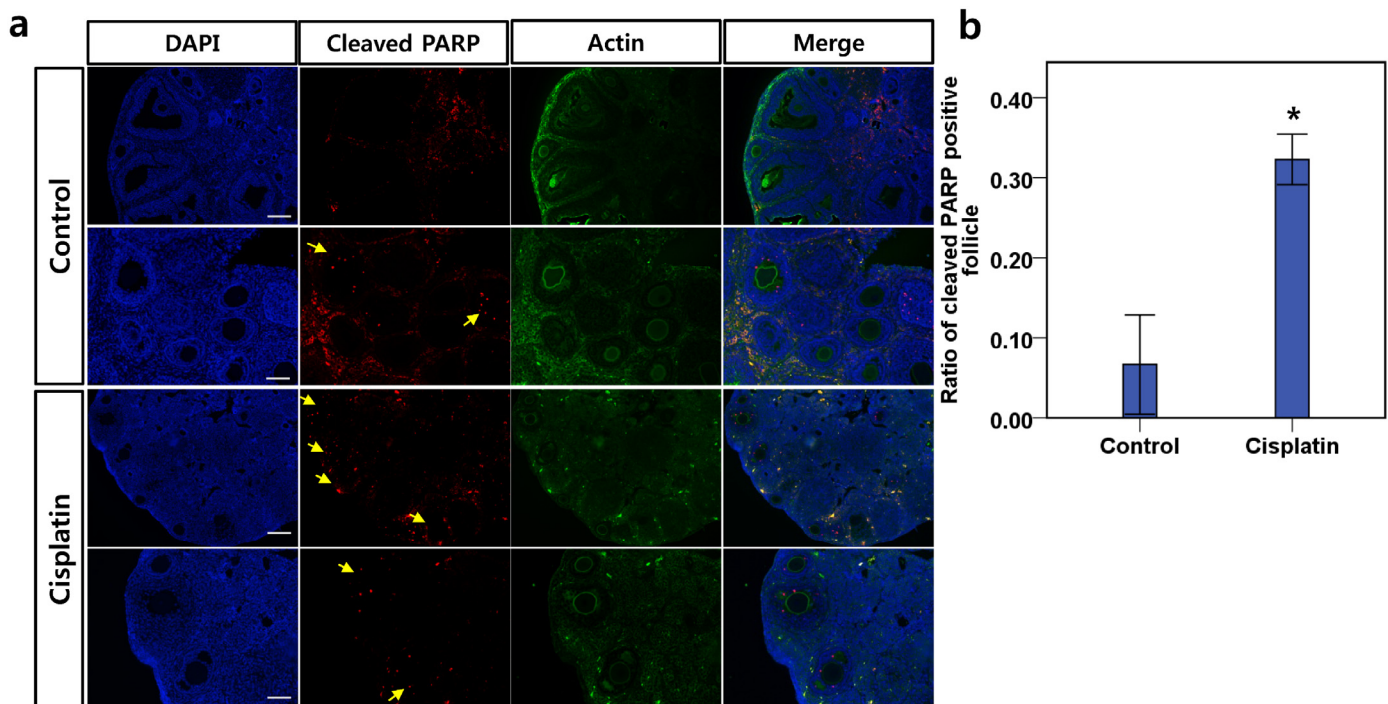 a
DAPI
Cleaved PARP
Actin
Merge
Control
Cisplatin
b
Ratio of cleaved PARP positive
follicle
0.40
0.30
0.20
0.10
0.00
*
Control
Cisplatin